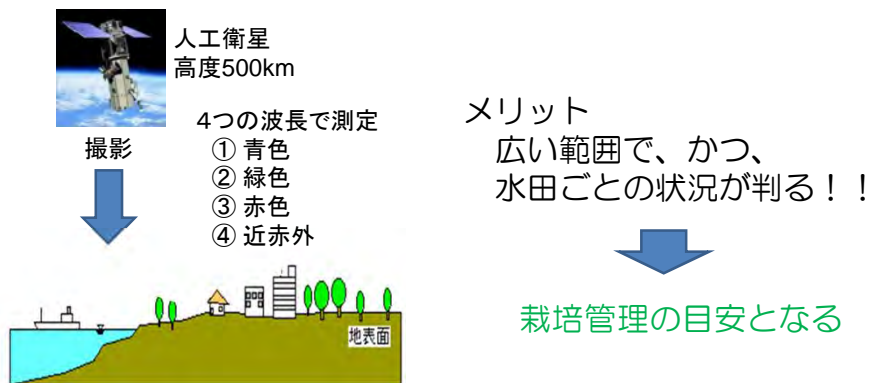 人工衛星
高度500km
4つの波長で測定
① 青色
② 緑色
③ 赤色
④ 近赤外
撮影
地表面
メリット
広い範囲で、かつ、
水田ごとの状況が判る！！
栽培管理の目安となる